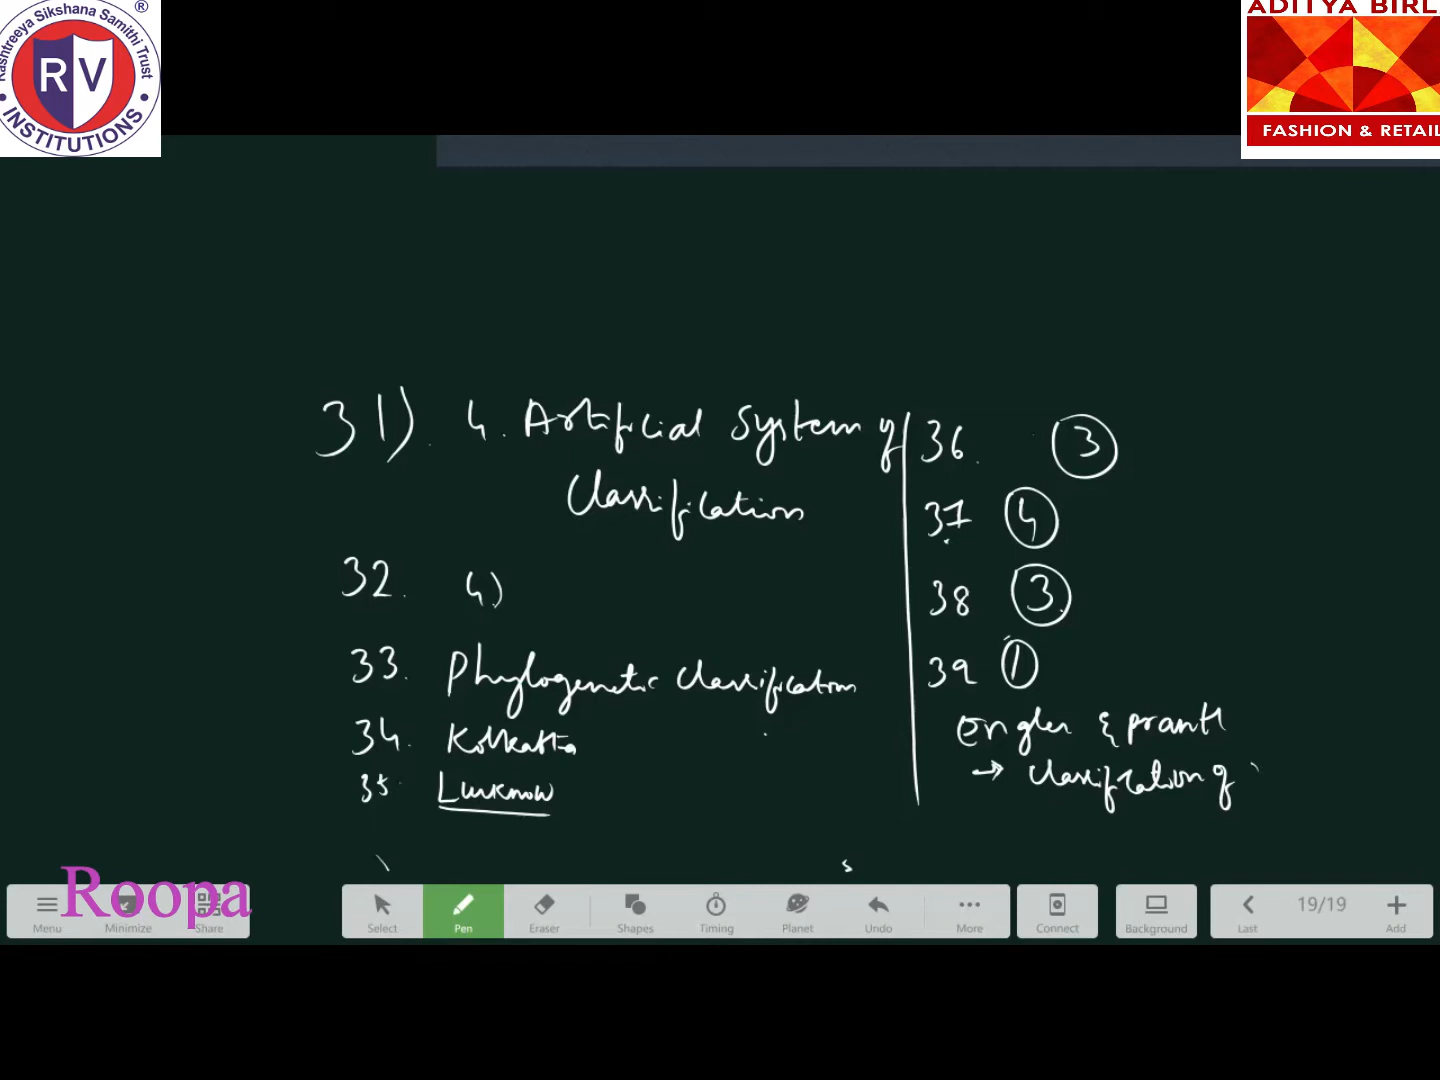 Rashtreeya Sikshana Samithi Trust
®
RV
INSTITUTIONS
ADITYA BIRL
FASHION & RETAIL
31). 4. Artificial System of
Classification
32. 4)
33. Phylogenetic Classification
34. Kolkatta
35. Lucknow
36. 3
37 4
38 3
39 1
Engler & prantl
→ Classification of
Roopa
Menu
Minimize
Share
Select
Pen
Eraser
Shapes
Timing
Planet
Undo
More
Connect
Background
Last
19/19
Add